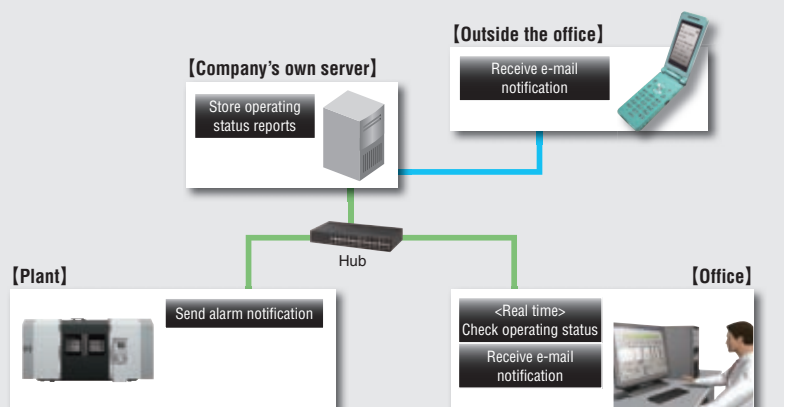 【Outside the office】
Receive e-mail
notification
【Company's own server】
Store operating
status reports
Hub
【Plant】
Send alarm notification
【Office】
<Real time>
Check operating status
Receive e-mail
notification